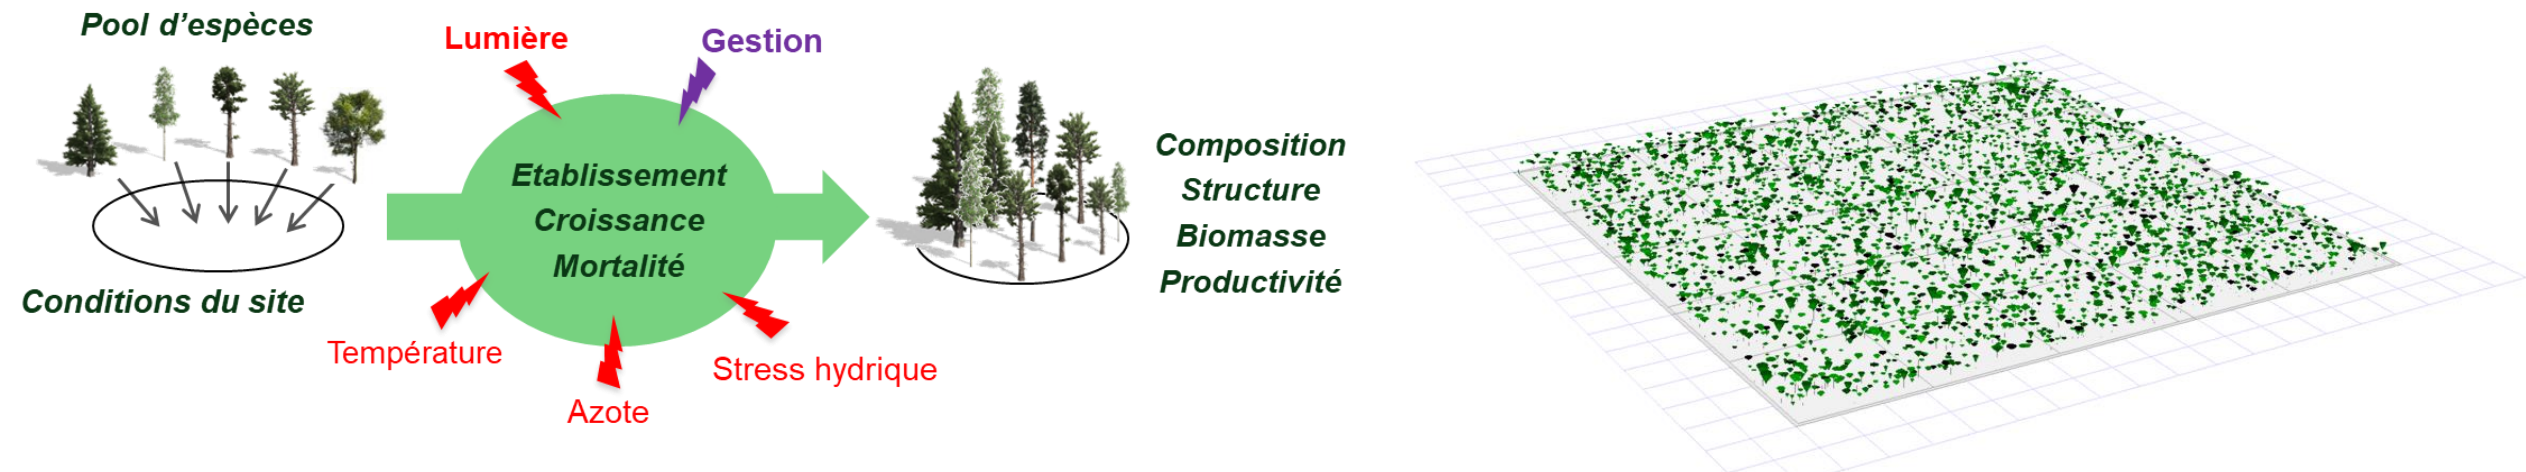 Pool d'espèces
Conditions du site
Lumière
Gestion
Etablissement
Croissance
Mortalité
Température
Azote
Stress hydrique
Composition
Structure
Biomasse
Productivité